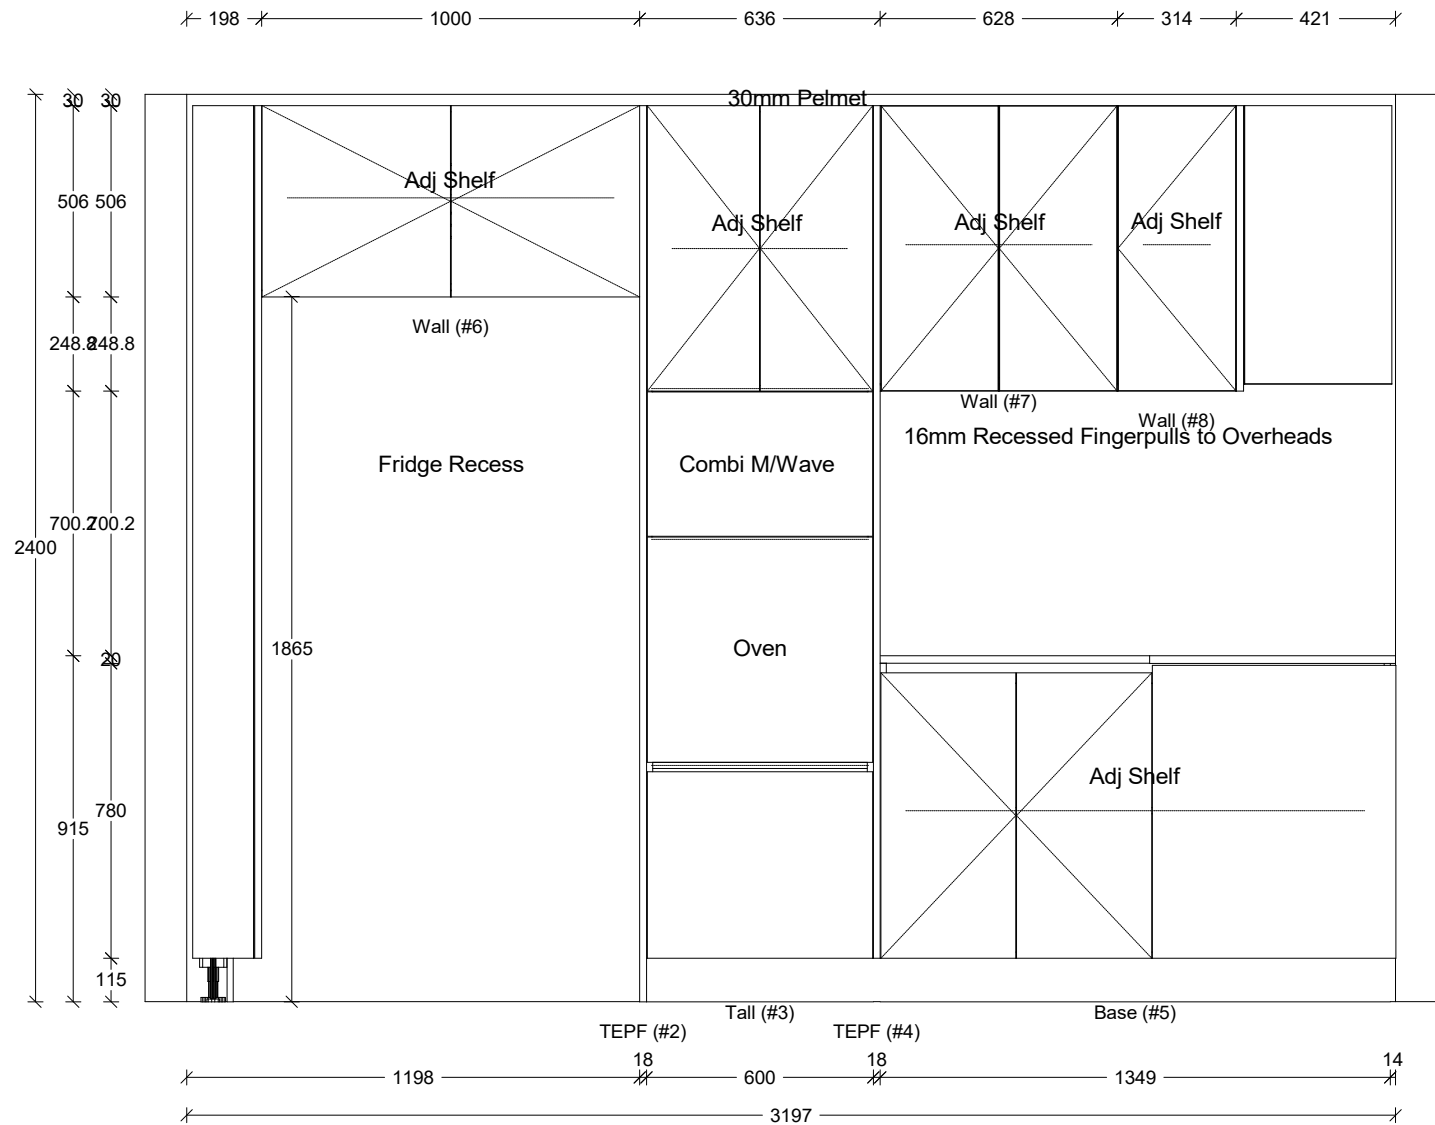 198 1000 636 628 314 421
30 30
30mm Pelmet
Adj Shelf
506 506
Adj Shelf Adj Shelf Adj Shelf
Wall (#6)
248.8 248.8
Wall (#7)
Wall (#8)
16mm Recessed Fingerpulls to Overheads
Fridge Recess Combi M/Wave
700.2 700.2
2400
1865 Oven
20
Adj Shelf
780
915
115
Tall (#3) Base (#5)
TEPF (#2) TEPF (#4)
18 18 14
1198 600 1349
3197